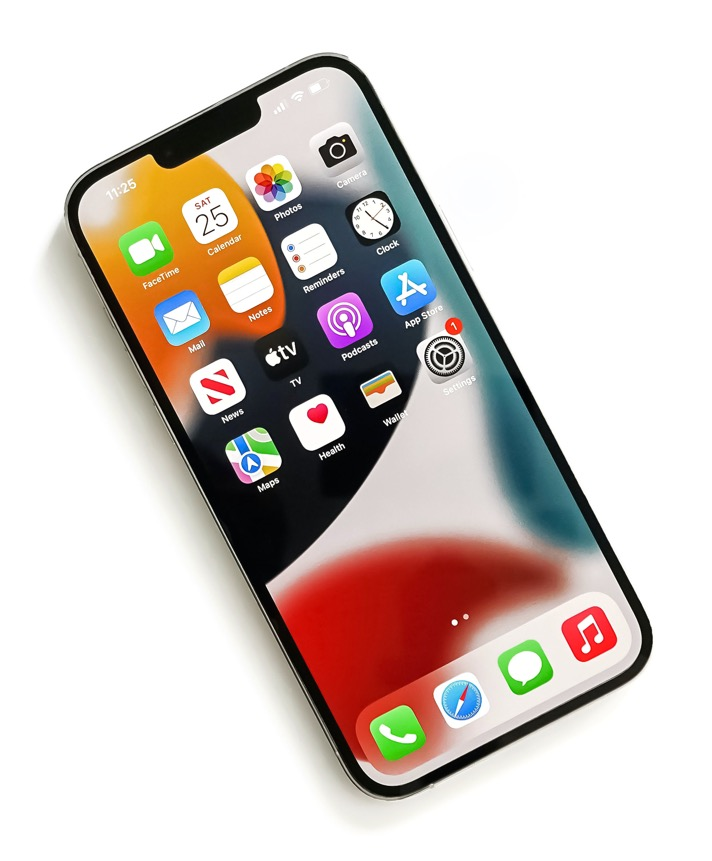 11:25
FaceTime
SAT
25
Calendar
Photos
Camera
Mail
Notes
Reminders
Clock
News
tv
TV
Podcasts
App Store
1
Maps
Health
Wallet
Settings